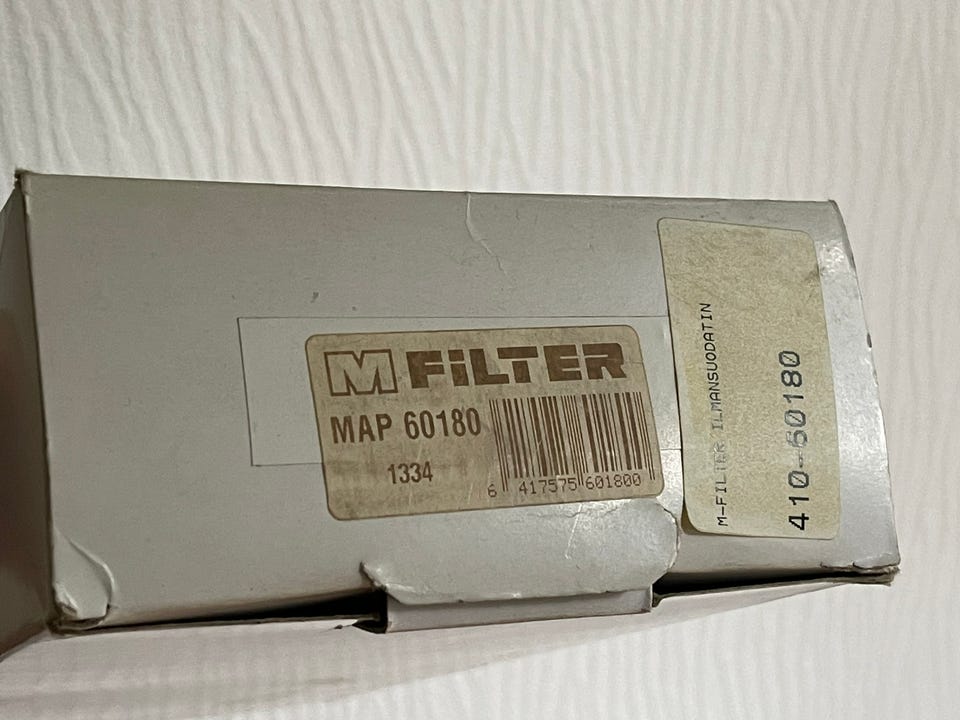 M FiLTER
MAP 60180
1334
6 417575 601800
M-FILTER ILMANSUODATIN
410-60180